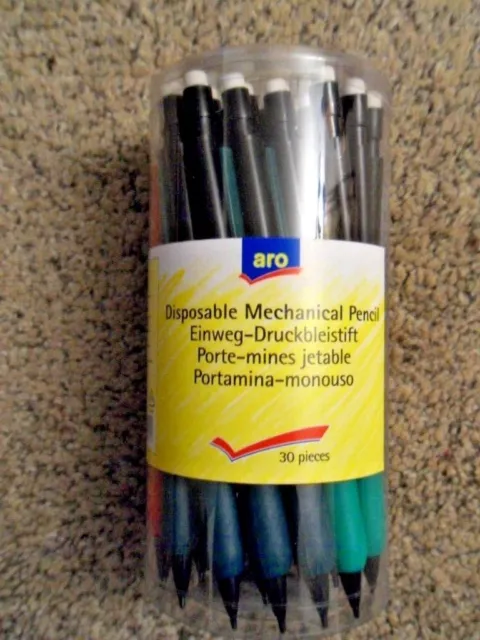 aro
Disposable Mechanical Pencil
Einweg-Druckbleistift
Porte-mines jetable
Portamina-monouso
30 pieces